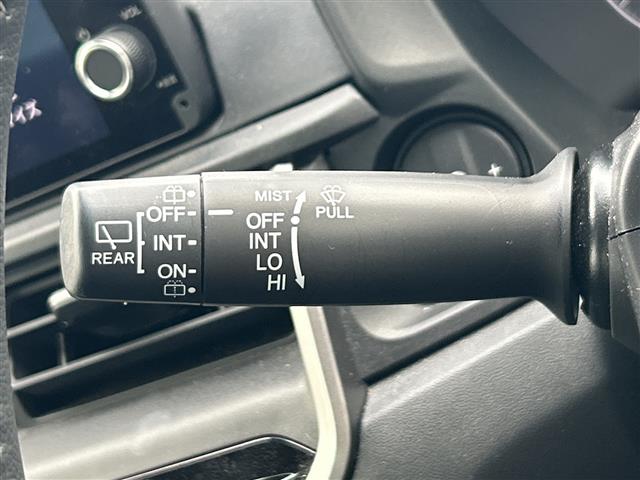 VOL
MIST
PULL
OFF
INT
LO
HI
OFF
INT
ON
REAR